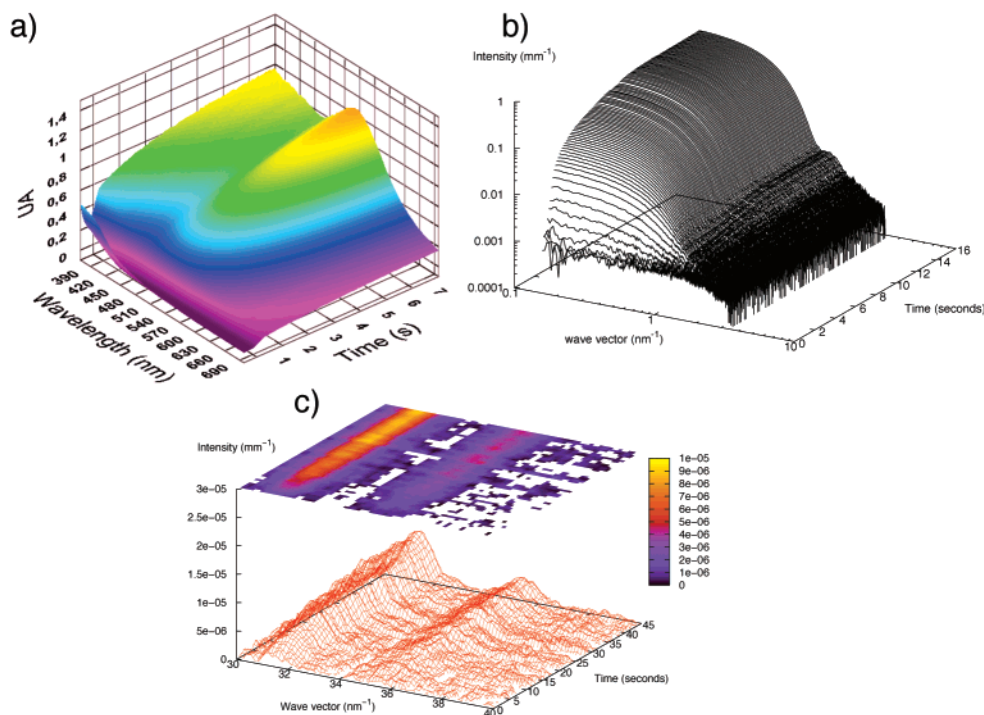 a)
UA
1,4
1,2
1
0,8
0,6
0,4
0,2
0
390
420
450
480
510
540
570
600
630
660
690
Wavelength (nm)
1
2
3
4
5
6
7
Time (s)
b)
Intensity (mm⁻¹)
1
0.1
0.01
0.001
0.0001
0.1
1
10
wave vector (nm⁻¹)
0
2
4
6
8
10
12
14
16
Time (seconds)
c)
Intensity (mm⁻¹)
3e−05
2.5e−05
2e−05
1.5e−05
1e−05
5e−06
0
30
32
34
36
38
40
Wave vector (nm⁻¹)
0
5
10
15
20
25
30
35
40
45
Time (seconds)
1e−05
9e−06
8e−06
7e−06
6e−06
5e−06
4e−06
3e−06
2e−06
1e−06
0